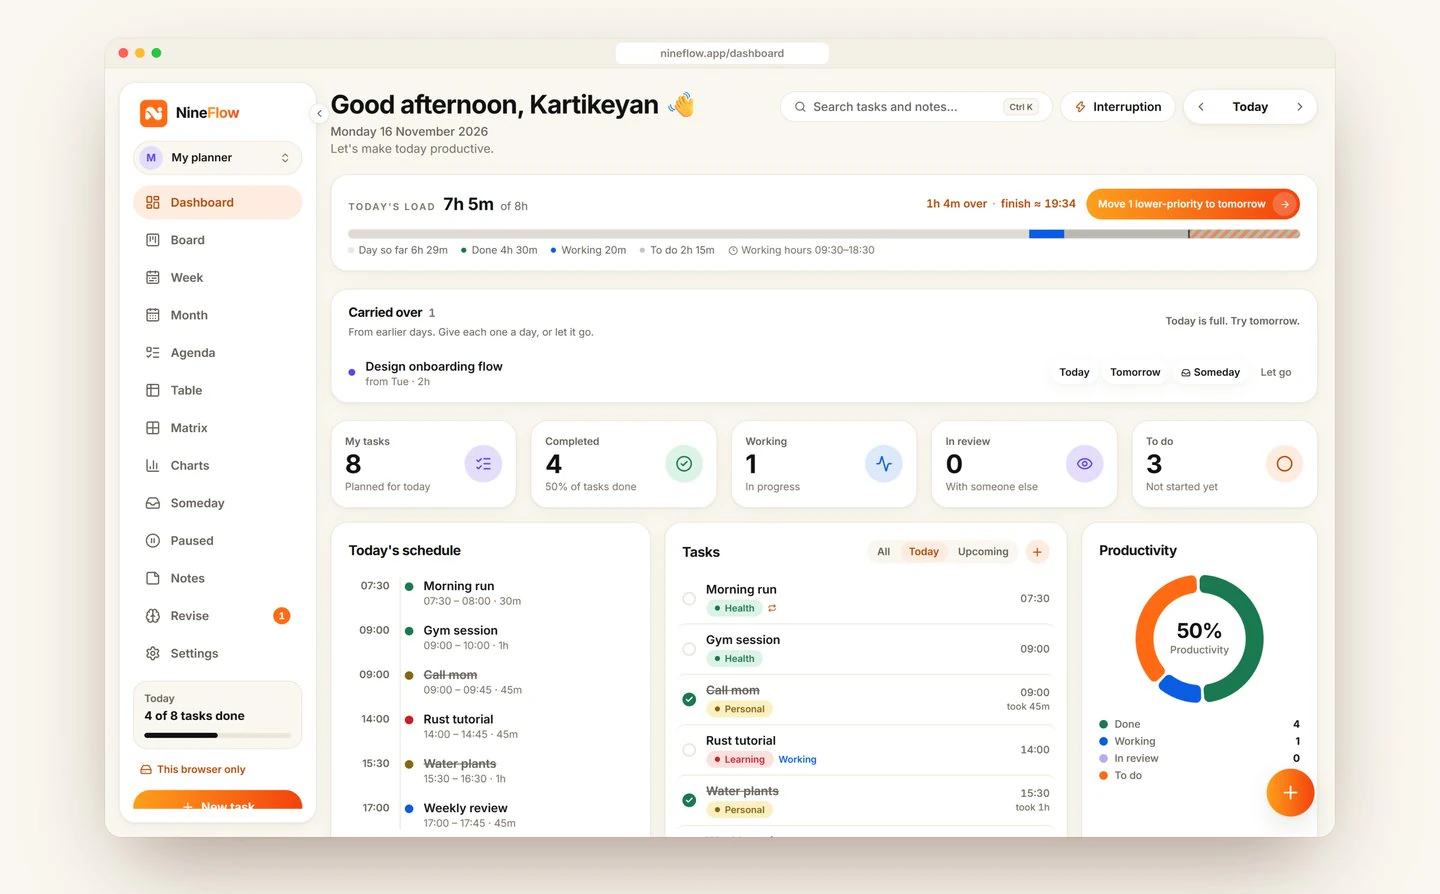 nineflow.app/dashboard
NineFlow
M My planner
Dashboard
Board
Week
Month
Agenda
Table
Matrix
Charts
Someday
Paused
Notes
Revise 1
Settings
Today
4 of 8 tasks done
This browser only
+ New task
Good afternoon, Kartikeyan 👋
Monday 16 November 2026
Let's make today productive.
Search tasks and notes... Ctrl K
Interruption
Today
TODAY'S LOAD 7h 5m of 8h
1h 4m over · finish ≈ 19:34
Move 1 lower-priority to tomorrow
Day so far 6h 29m Done 4h 30m Working 20m To do 2h 15m Working hours 09:30–18:30
Carried over 1
From earlier days. Give each one a day, or let it go.
Today is full. Try tomorrow.
Design onboarding flow
from Tue · 2h
Today Tomorrow Someday Let go
My tasks
8
Planned for today
Completed
4
50% of tasks done
Working
1
In progress
In review
0
With someone else
To do
3
Not started yet
Today's schedule
07:30 Morning run
07:30 – 08:00 · 30m
09:00 Gym session
09:00 – 10:00 · 1h
09:00 Call mom
09:00 – 09:45 · 45m
14:00 Rust tutorial
14:00 – 14:45 · 45m
15:30 Water plants
15:30 – 16:30 · 1h
17:00 Weekly review
17:00 – 17:45 · 45m
Tasks
All Today Upcoming +
Morning run
Health
07:30
Gym session
Health
09:00
Call mom
Personal
09:00
took 45m
Rust tutorial
Learning Working
14:00
Water plants
Personal
15:30
took 1h
Productivity
50%
Productivity
Done 4
Working 1
In review 0
To do
+